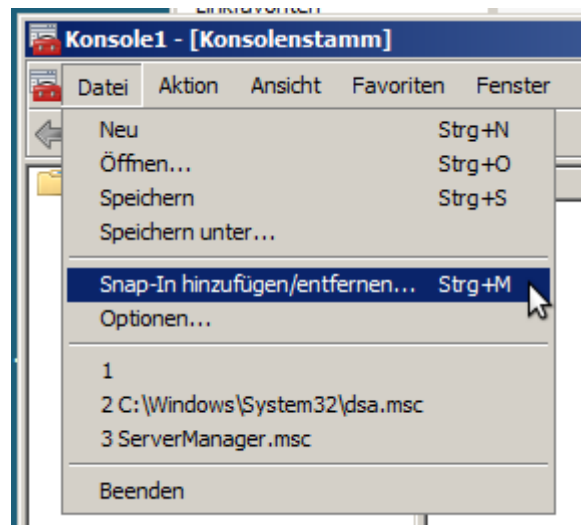 Linkfavoriten
Konsole1 - [Konsolenstamm]
Datei Aktion Ansicht Favoriten Fenster
Neu Strg+N
Öffnen... Strg+O
Speichern Strg+S
Speichern unter...
Snap-In hinzufügen/entfernen... Strg+M
Optionen...
1
2 C:\Windows\System32\dsa.msc
3 ServerManager.msc
Beenden